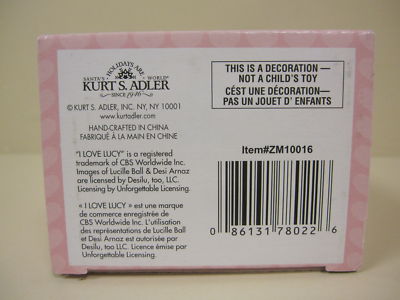 HOLIDAYS ARE
SANTA'S WORLD®
KURT S. ADLER
SINCE 1946
© KURT S. ADLER, INC. NY, NY 10001
www.kurtadler.com
HAND-CRAFTED IN CHINA
FABRIQUÉ À LA MAIN EN CHINE
"I LOVE LUCY" is a registered
trademark of CBS Worldwide Inc.
Images of Lucille Ball & Desi Arnaz
are licensed by Desilu, too, LLC.
Licensing by Unforgettable Licensing.
« I LOVE LUCY » est une marque
de commerce enregistrée de
CBS Worldwide Inc. L'utilisation
des représentations de Lucille Ball
et Desi Arnaz est autorisée par
Desilu, too, LLC. Licence émise par
Unforgettable Licensing.
THIS IS A DECORATION—
NOT A CHILD'S TOY
CÉST UNE DÉCORATION—
PAS UN JOUET D' ENFANTS
Item#ZM10016
0 86131 78022 6